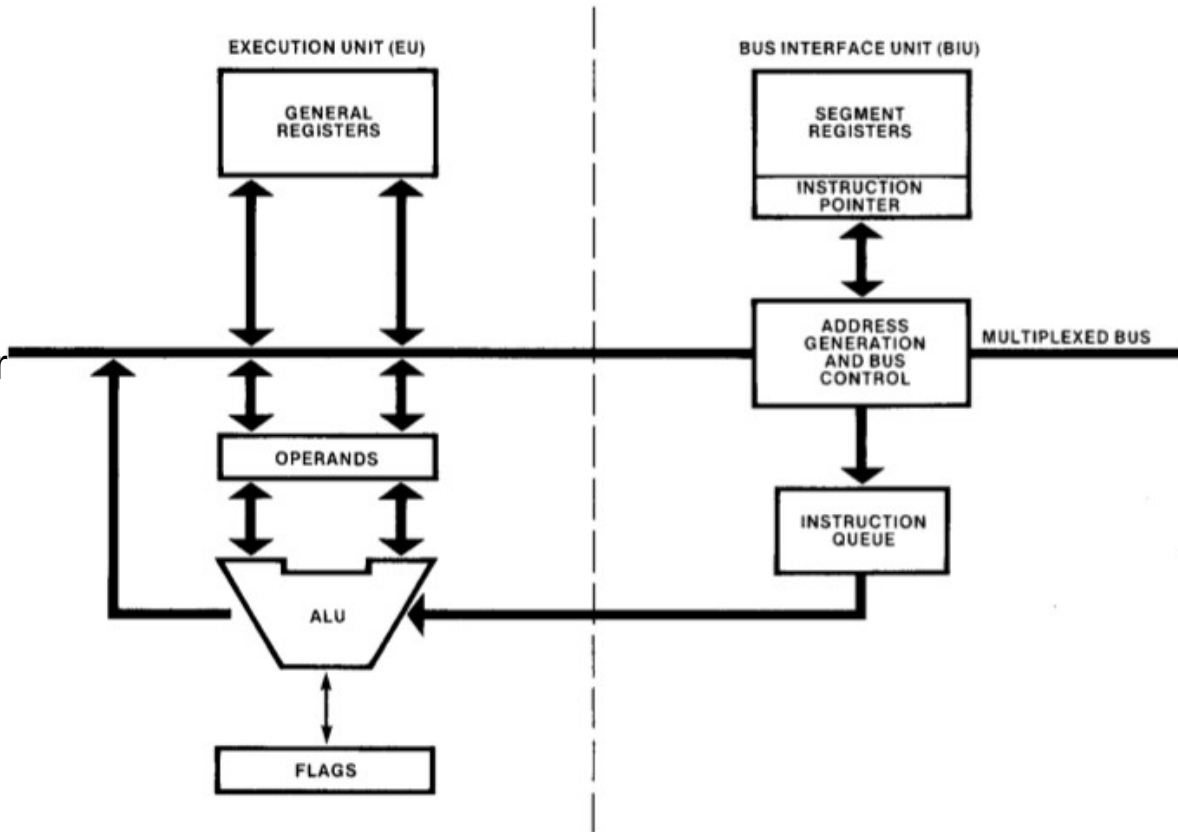 EXECUTION UNIT (EU)
GENERAL
REGISTERS
OPERANDS
ALU
FLAGS
BUS INTERFACE UNIT (BIU)
SEGMENT
REGISTERS
INSTRUCTION
POINTER
ADDRESS
GENERATION
AND BUS
CONTROL
MULTIPLEXED BUS
INSTRUCTION
QUEUE